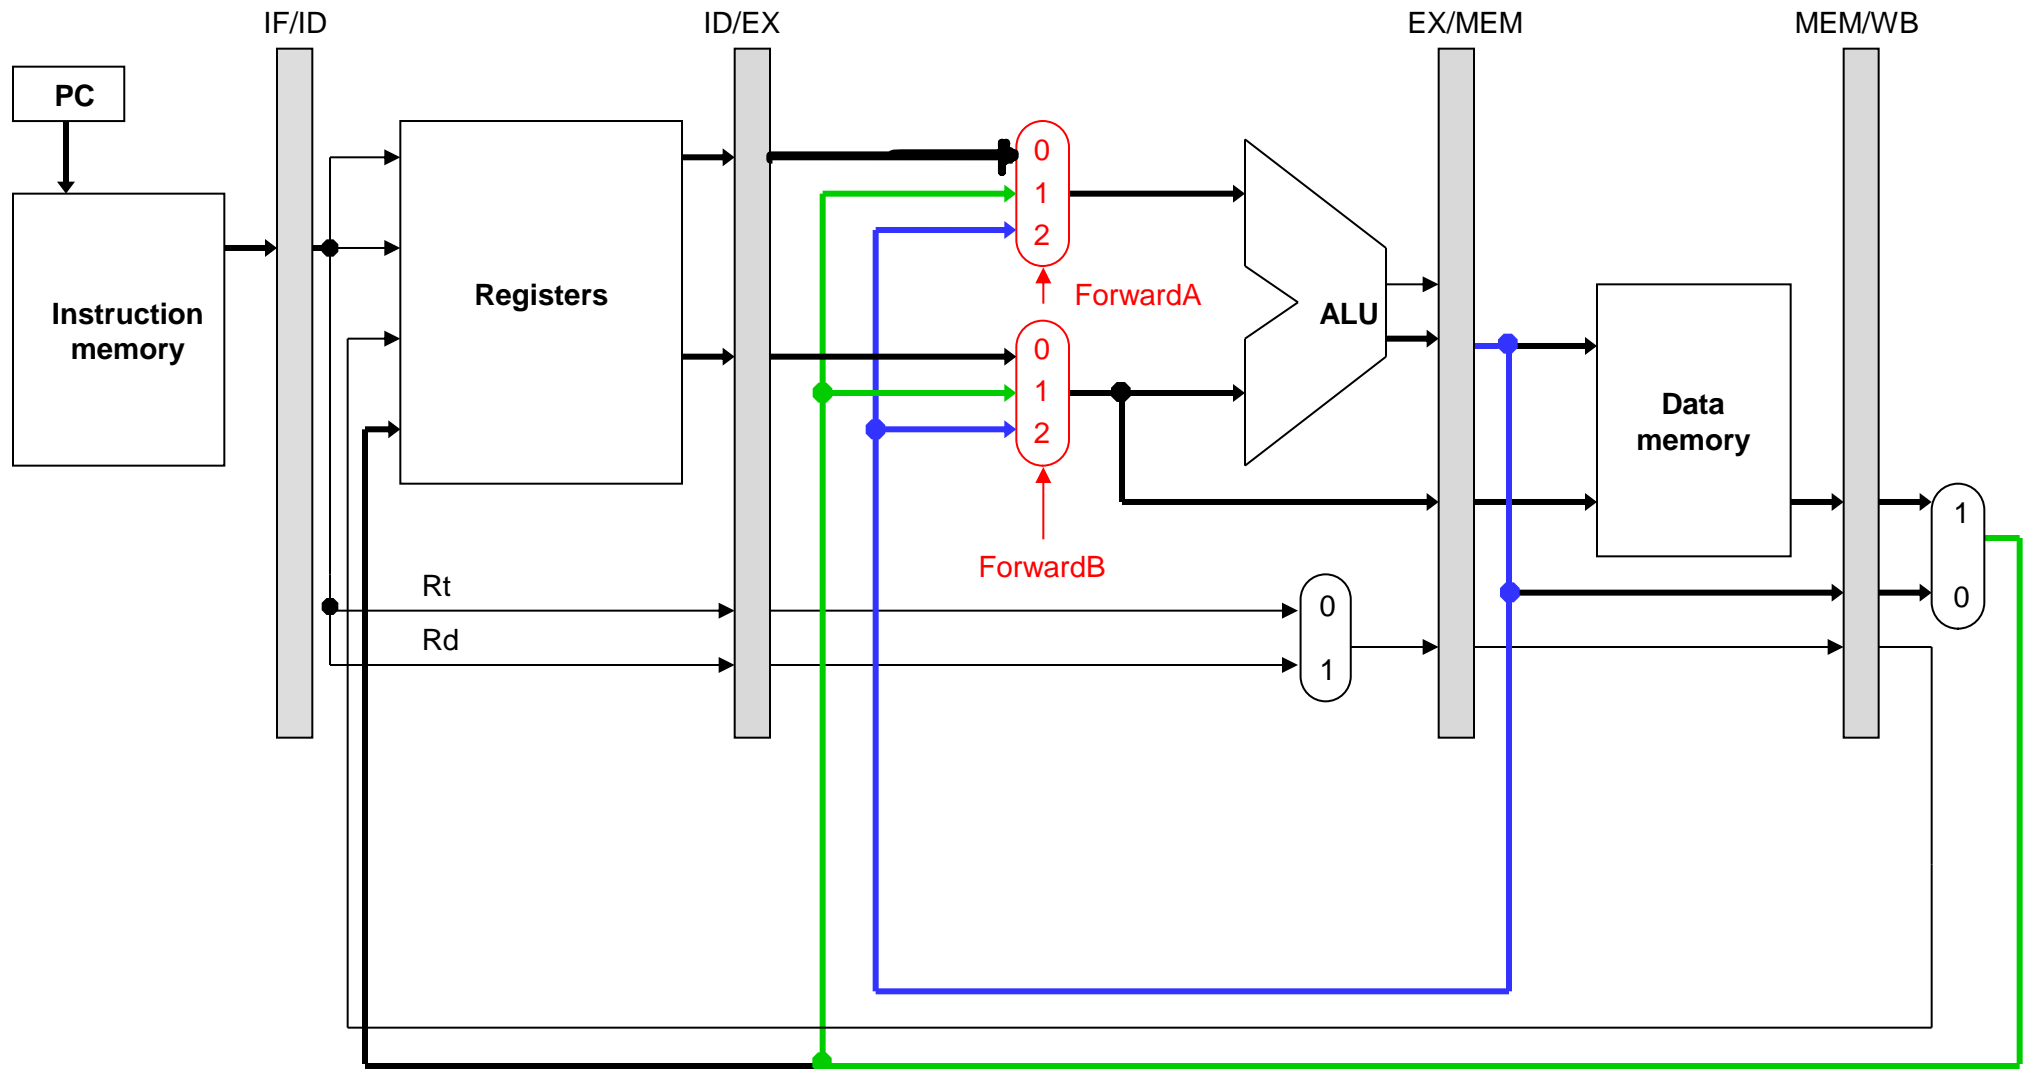 IF/ID
ID/EX
EX/MEM
MEM/WB
PC
Instruction
memory
Registers
0
1
2
ForwardA
0
1
2
ForwardB
ALU
Data
memory
1
0
Rt
Rd
0
1